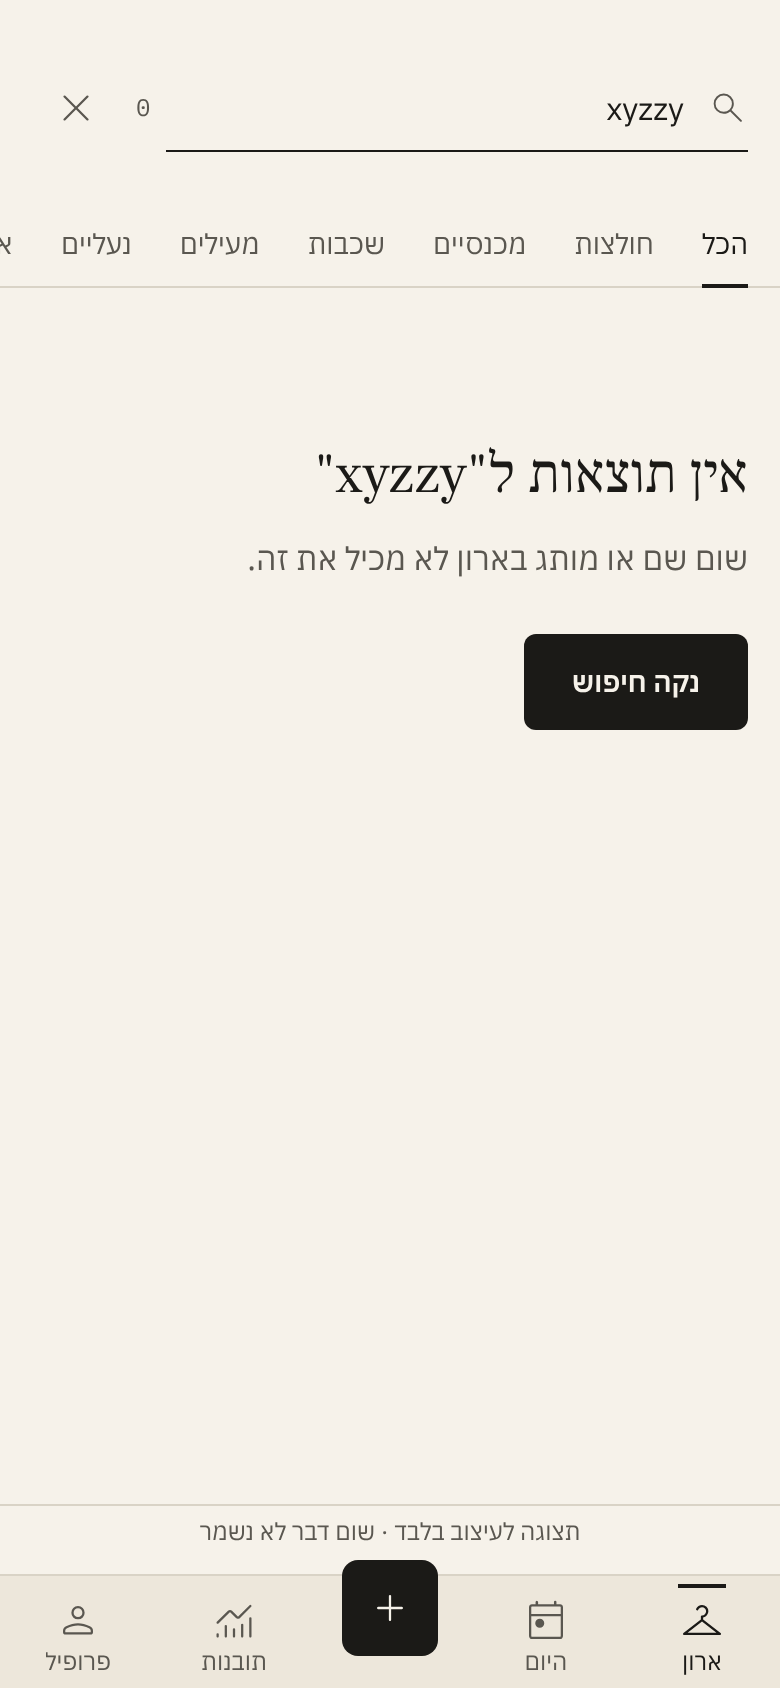 xyzzy 0
הכל חולצות מכנסיים שכבות מעילים נעליים
אין תוצאות ל"xyzzy"
שום שם או מותג בארון לא מכיל את זה.
נקה חיפוש
תצוגה לעיצוב בלבד · שום דבר לא נשמר
ארון היום תובנות פרופיל